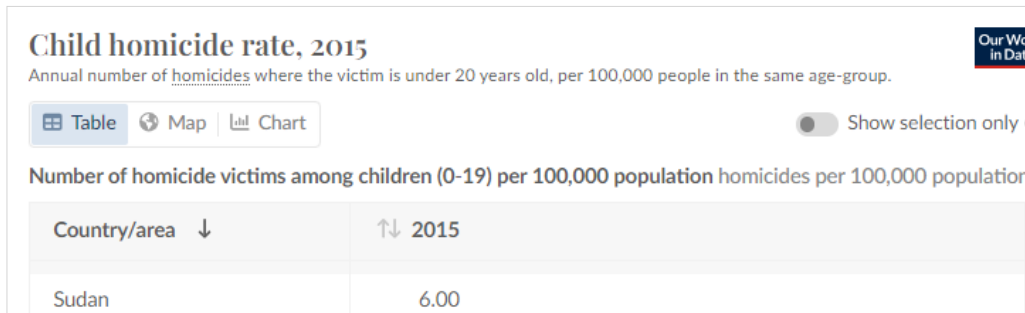 Child homicide rate, 2015
Annual number of homicides where the victim is under 20 years old, per 100,000 people in the same age-group.
Table Map Chart
Show selection only
Number of homicide victims among children (0-19) per 100,000 population homicides per 100,000 population
Country/area ↓ ↑↓ 2015
Sudan 6.00